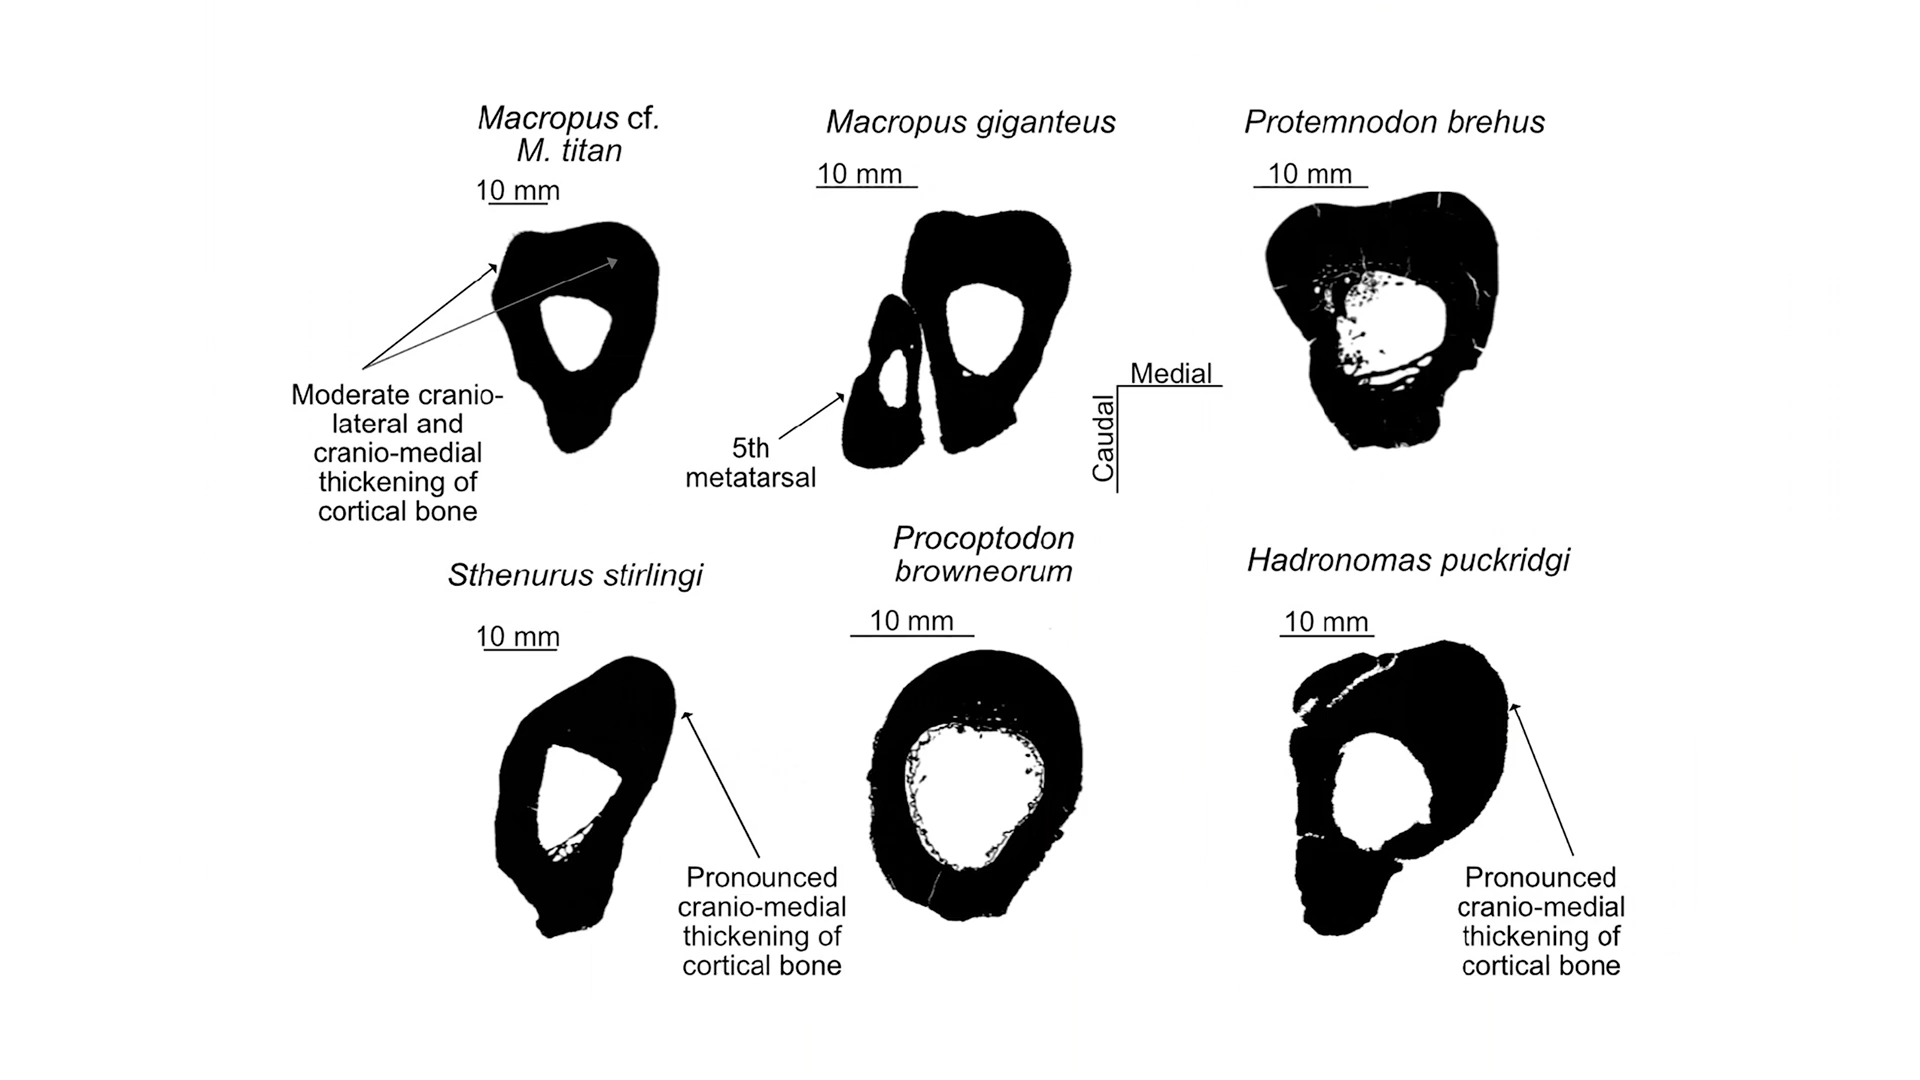 Macropus cf.
M. titan
10 mm
Macropus giganteus
10 mm
Protemnodon brehus
10 mm
Moderate cranio-
lateral and
cranio-medial
thickening of
cortical bone
5th
metatarsal
Medial
Caudal
Sthenurus stirlingi
10 mm
Procoptodon
browneorum
10 mm
Hadronomas puckridgi
10 mm
Pronounced
cranio-medial
thickening of
cortical bone
Pronounced
cranio-medial
thickening of
cortical bone